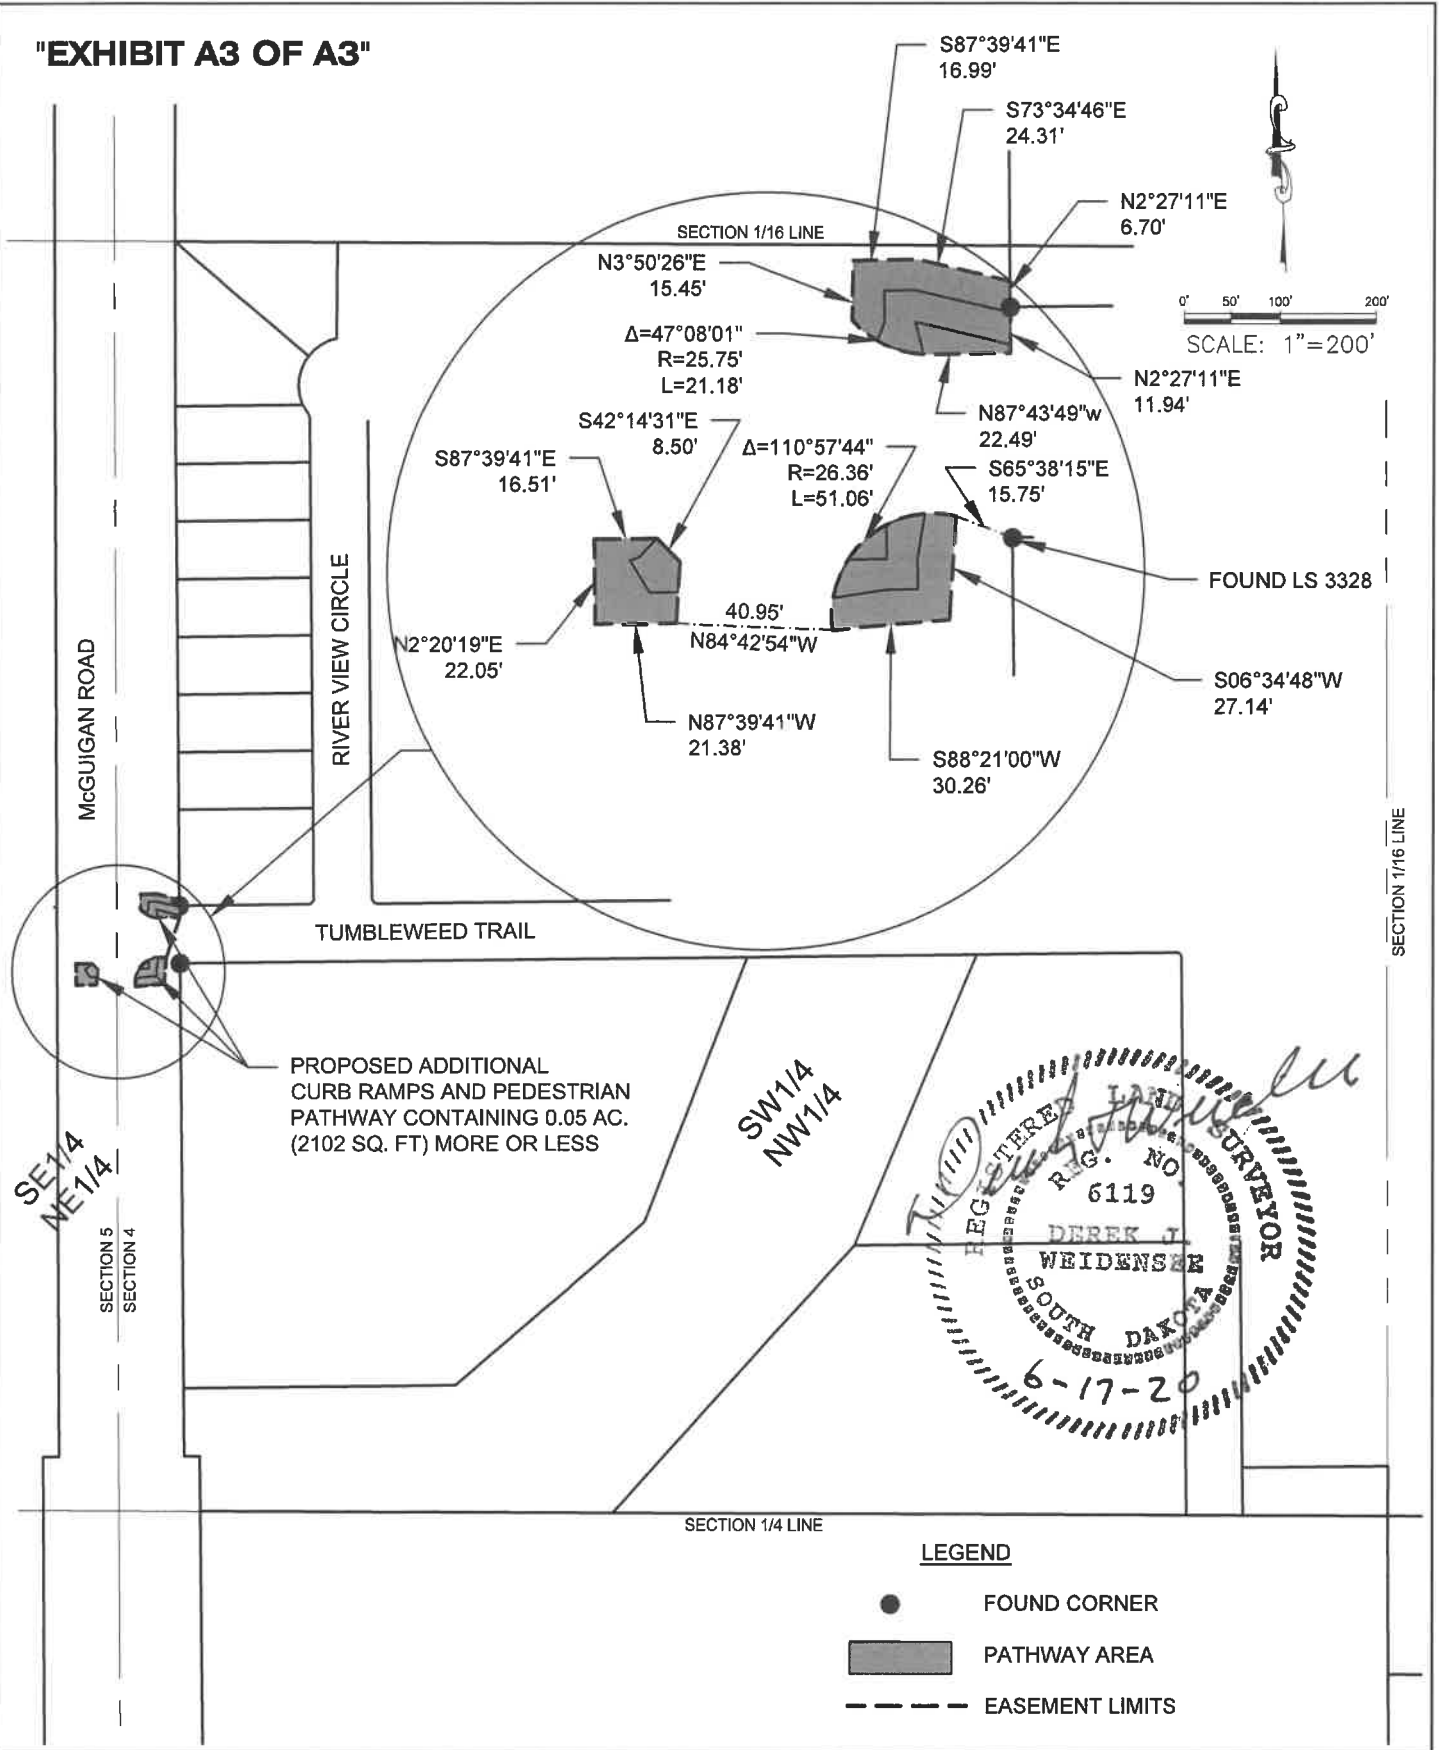 "EXHIBIT A3 OF A3"
S87°39'41"E
16.99'
S73°34'46"E
24.31'
N2°27'11"E
6.70'
SECTION 1/16 LINE
N3°50'26"E
15.45'
0' 50' 100' 200'
SCALE: 1"=200'
Δ=47°08'01"
R=25.75'
L=21.18'
N2°27'11"E
11.94'
N87°43'49"w
22.49'
S42°14'31"E
8.50'
Δ=110°57'44"
R=26.36'
L=51.06'
S65°38'15"E
15.75'
S87°39'41"E
16.51'
FOUND LS 3328
40.95'
N84°42'54"W
N2°20'19"E
22.05'
S06°34'48"W
27.14'
N87°39'41"W
21.38'
S88°21'00"W
30.26'
McGUIGAN ROAD
RIVER VIEW CIRCLE
SECTION 1/16 LINE
TUMBLEWEED TRAIL
PROPOSED ADDITIONAL
CURB RAMPS AND PEDESTRIAN
PATHWAY CONTAINING 0.05 AC.
(2102 SQ. FT) MORE OR LESS
SW1/4
NW1/4
SE1/4
NE1/4
SECTION 5
SECTION 4
REGISTERED LAND SURVEYOR
REG. NO.
6119
DEREK J.
WEIDENSEE
SOUTH DAKOTA
6-17-20
SECTION 1/4 LINE
LEGEND
FOUND CORNER
PATHWAY AREA
EASEMENT LIMITS